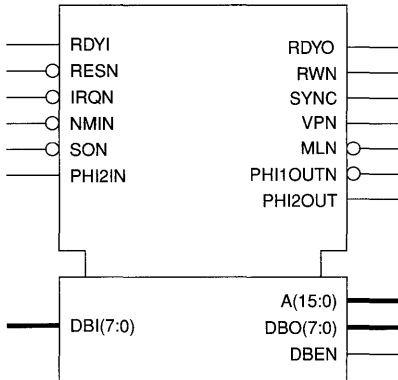 RDYI
RESN
IRQN
NMIN
SON
PHI2IN
RDYO
RWN
SYNC
VPN
MLN
PHI1OUTN
PHI2OUT
DBI(7:0)
A(15:0)
DBO(7:0)
DBEN